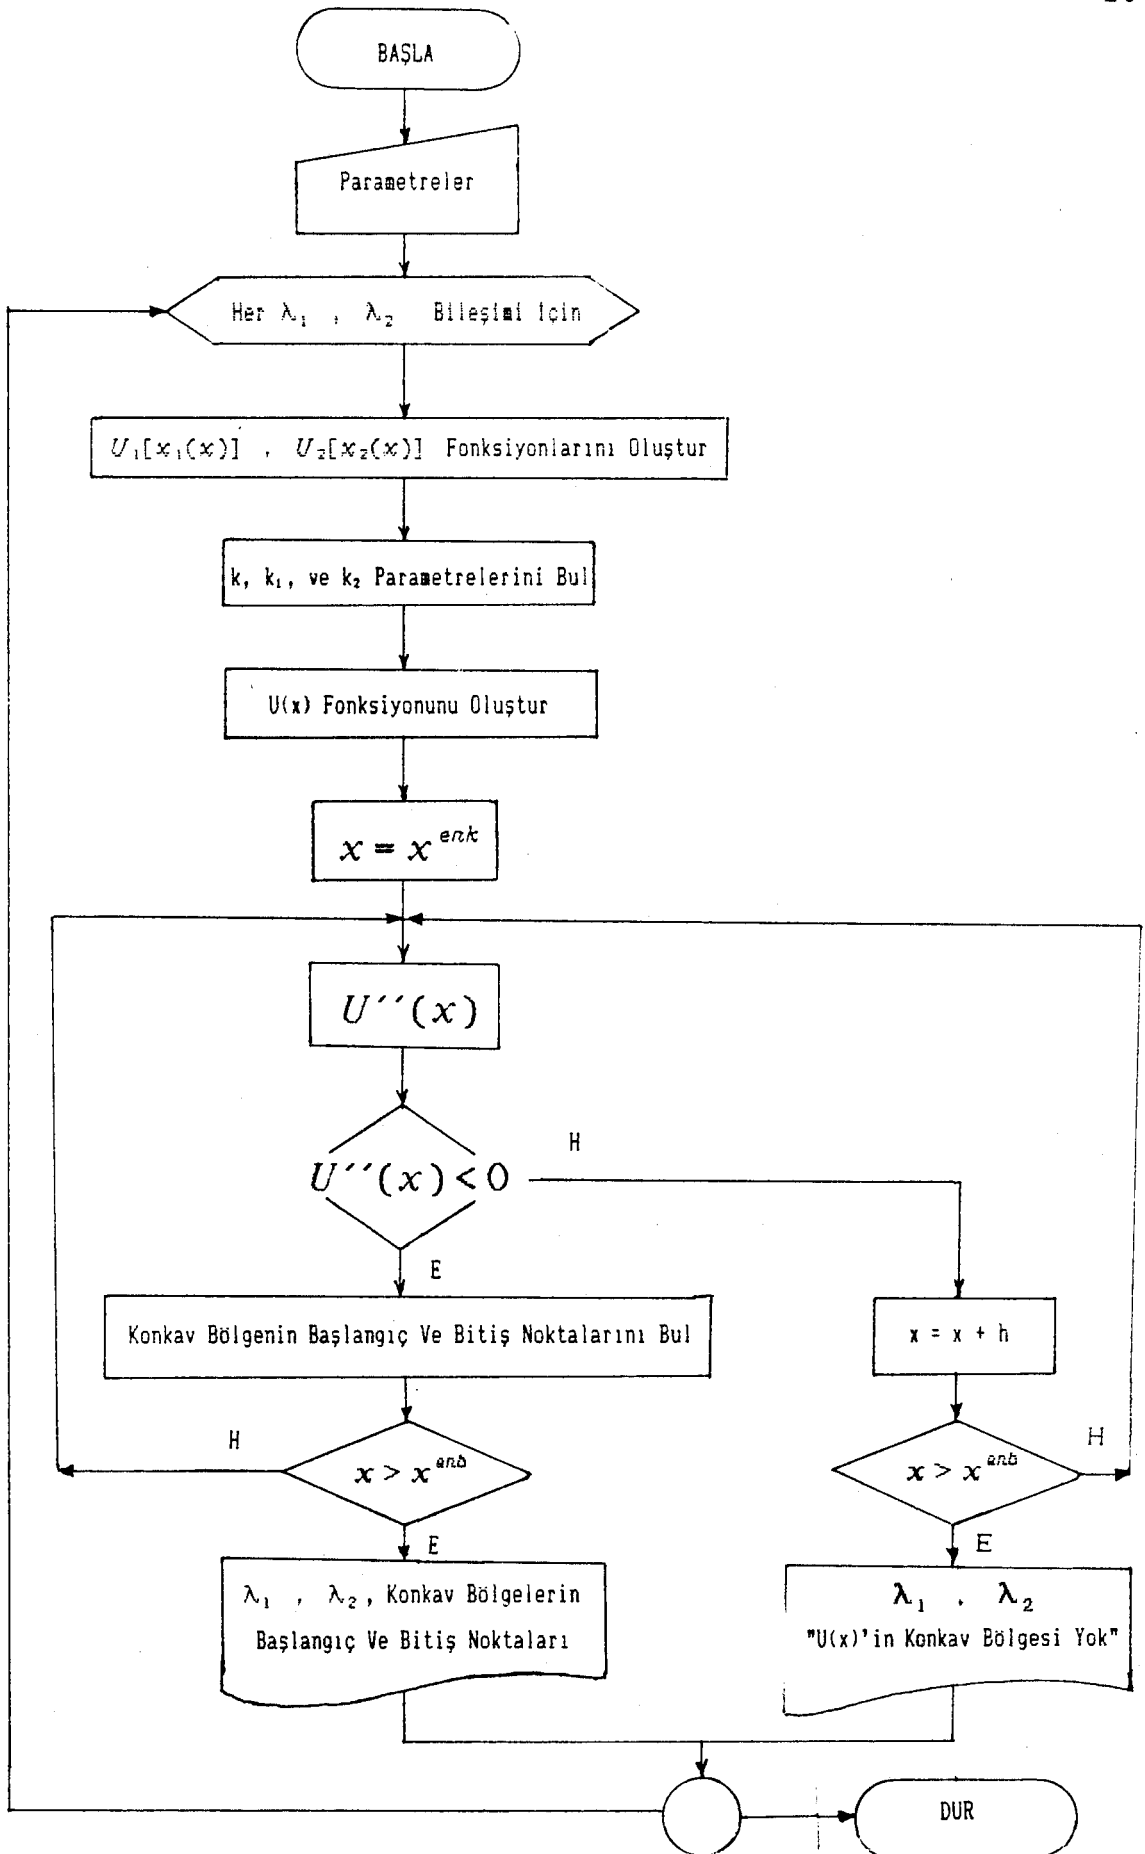 BAŞLA
Parametreler
Her λ₁ , λ₂ Bileşimi İçin
U₁[x₁(x)] , U₂[x₂(x)] Fonksiyonlarını Oluştur
k, k₁, ve k₂ Parametrelerini Bul
U(x) Fonksiyonunu Oluştur
x = x^enk
U´´(x)
U´´(x) < 0
H
E
Konkav Bölgenin Başlangıç Ve Bitiş Noktalarını Bul
x = x + h
H
x > x^enb
E
x > x^enb
H
E
λ₁ , λ₂, Konkav Bölgelerin
Başlangıç Ve Bitiş Noktaları
λ₁ , λ₂
"U(x)'in Konkav Bölgesi Yok"
DUR